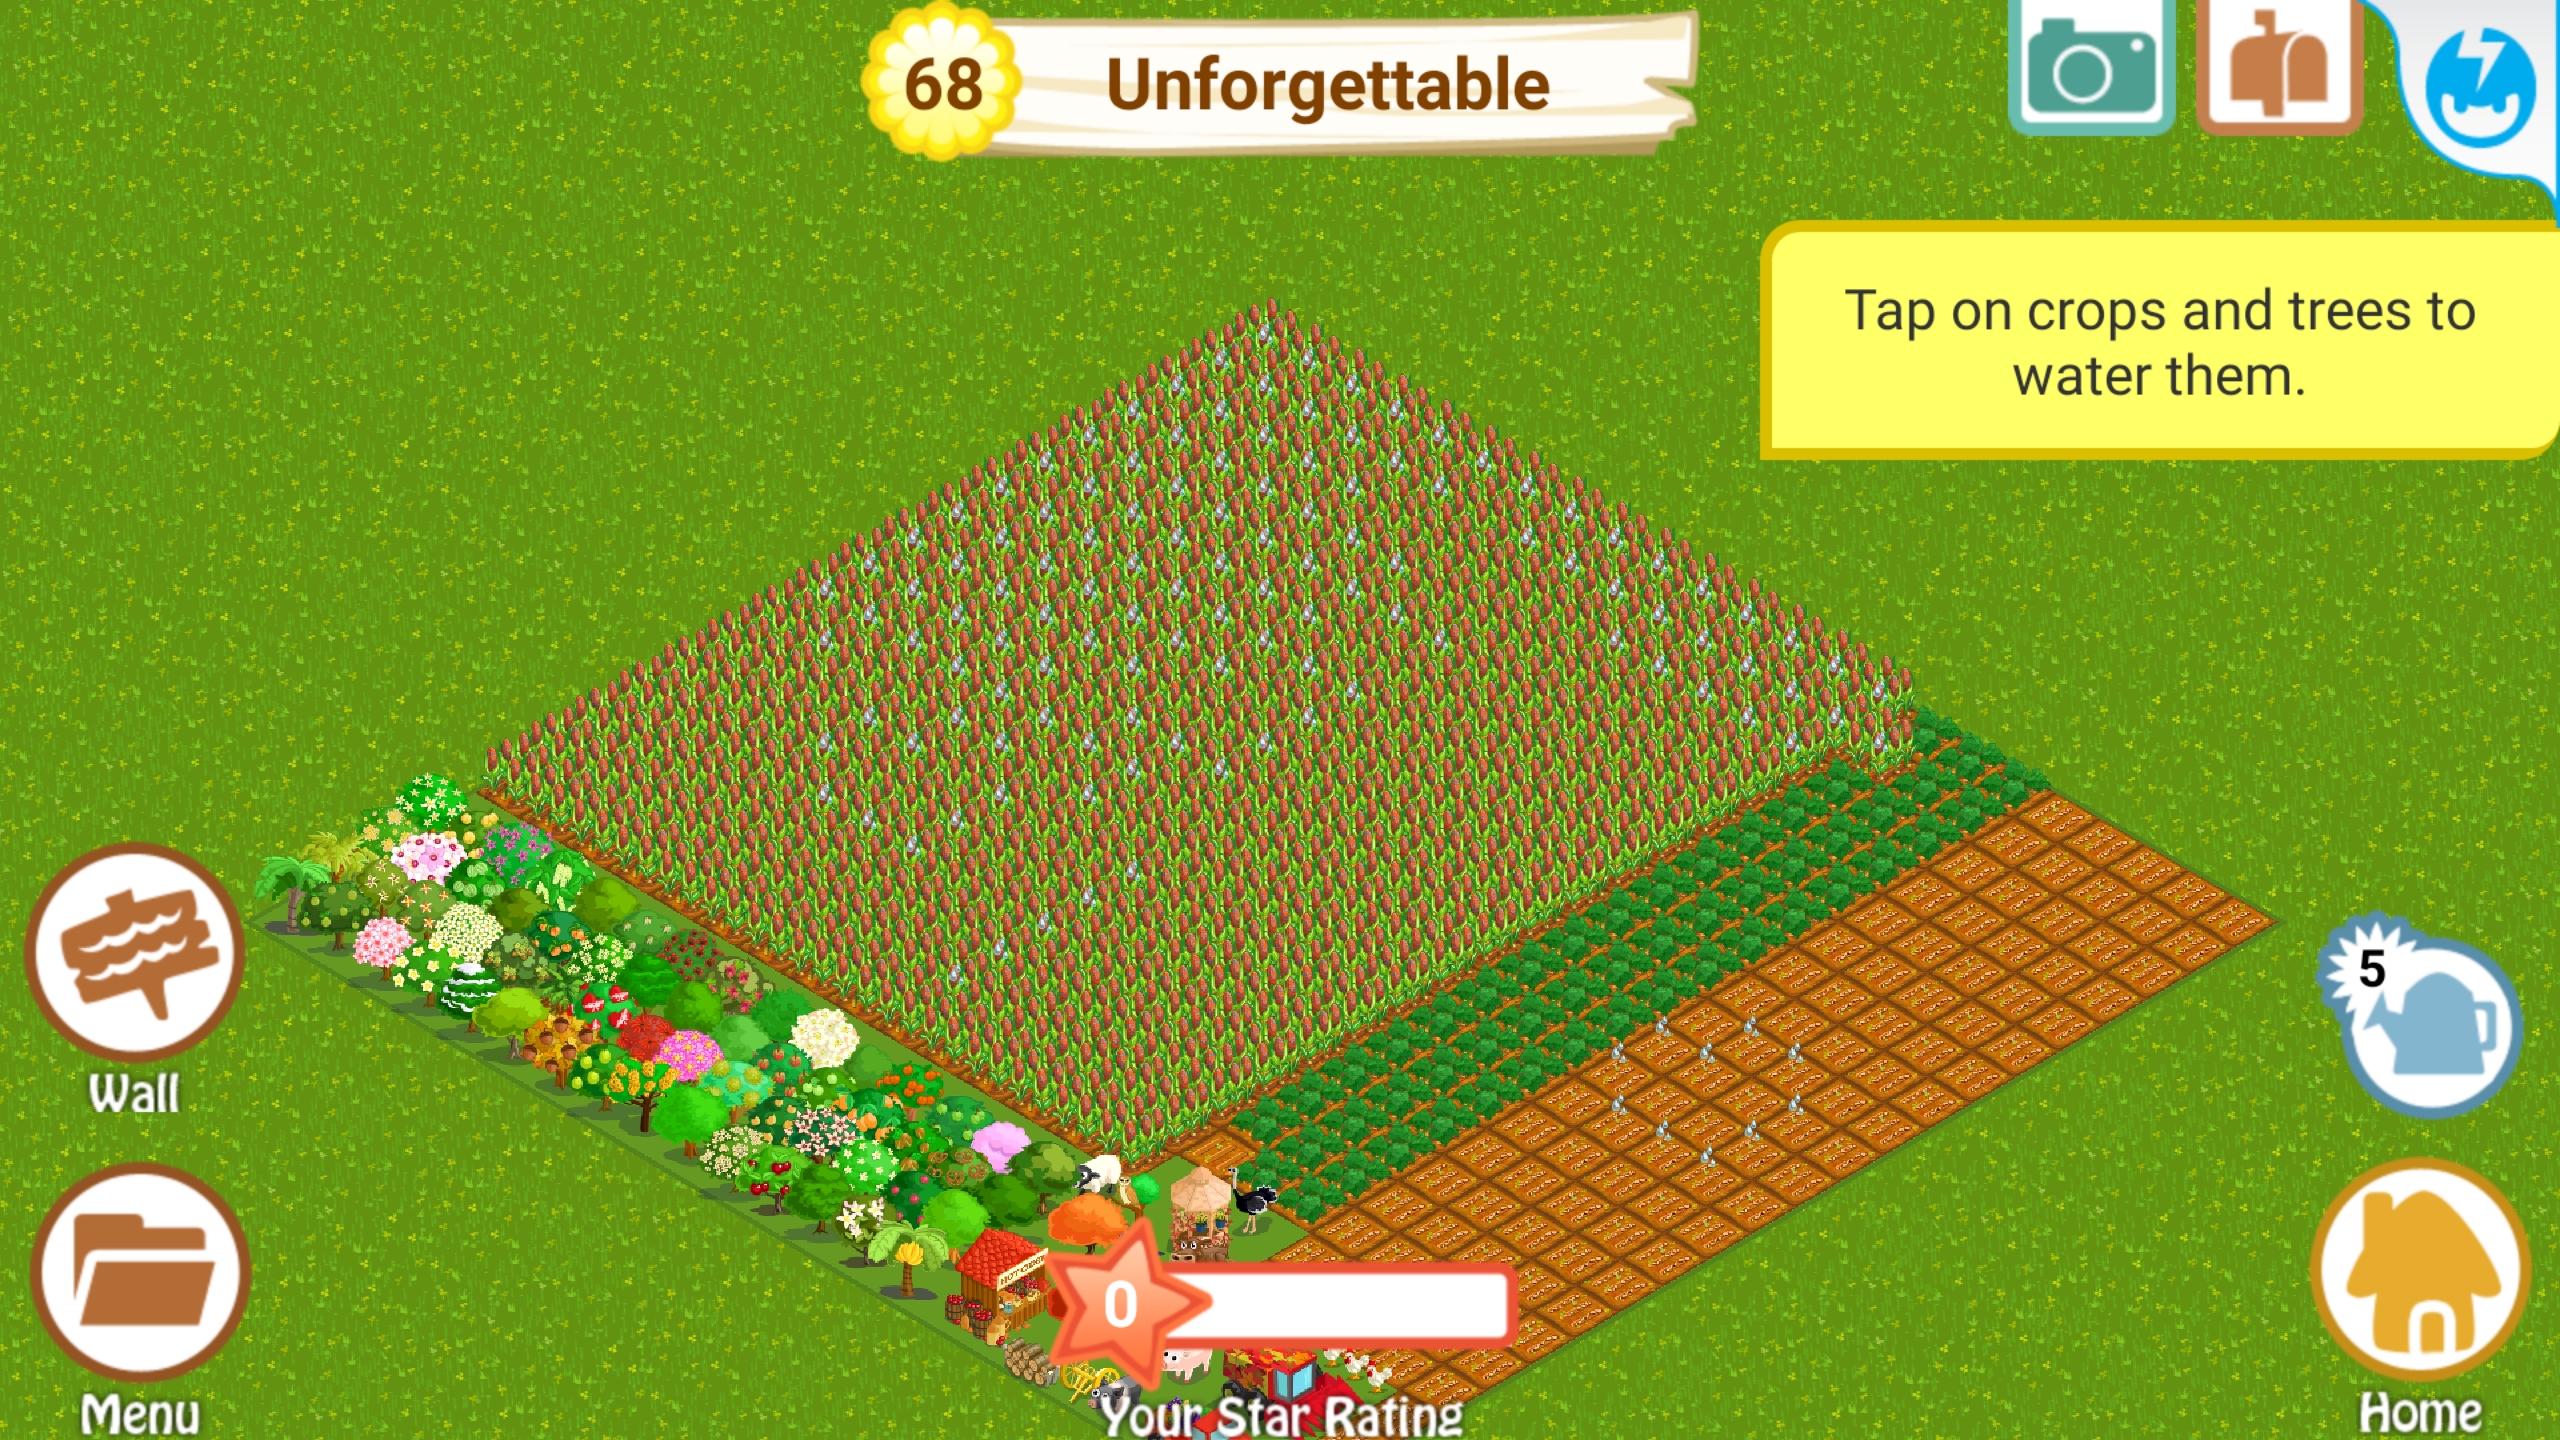 68
Unforgettable
Tap on crops and trees to
water them.
5
Wall
Menu
0
Your Star Rating
Home